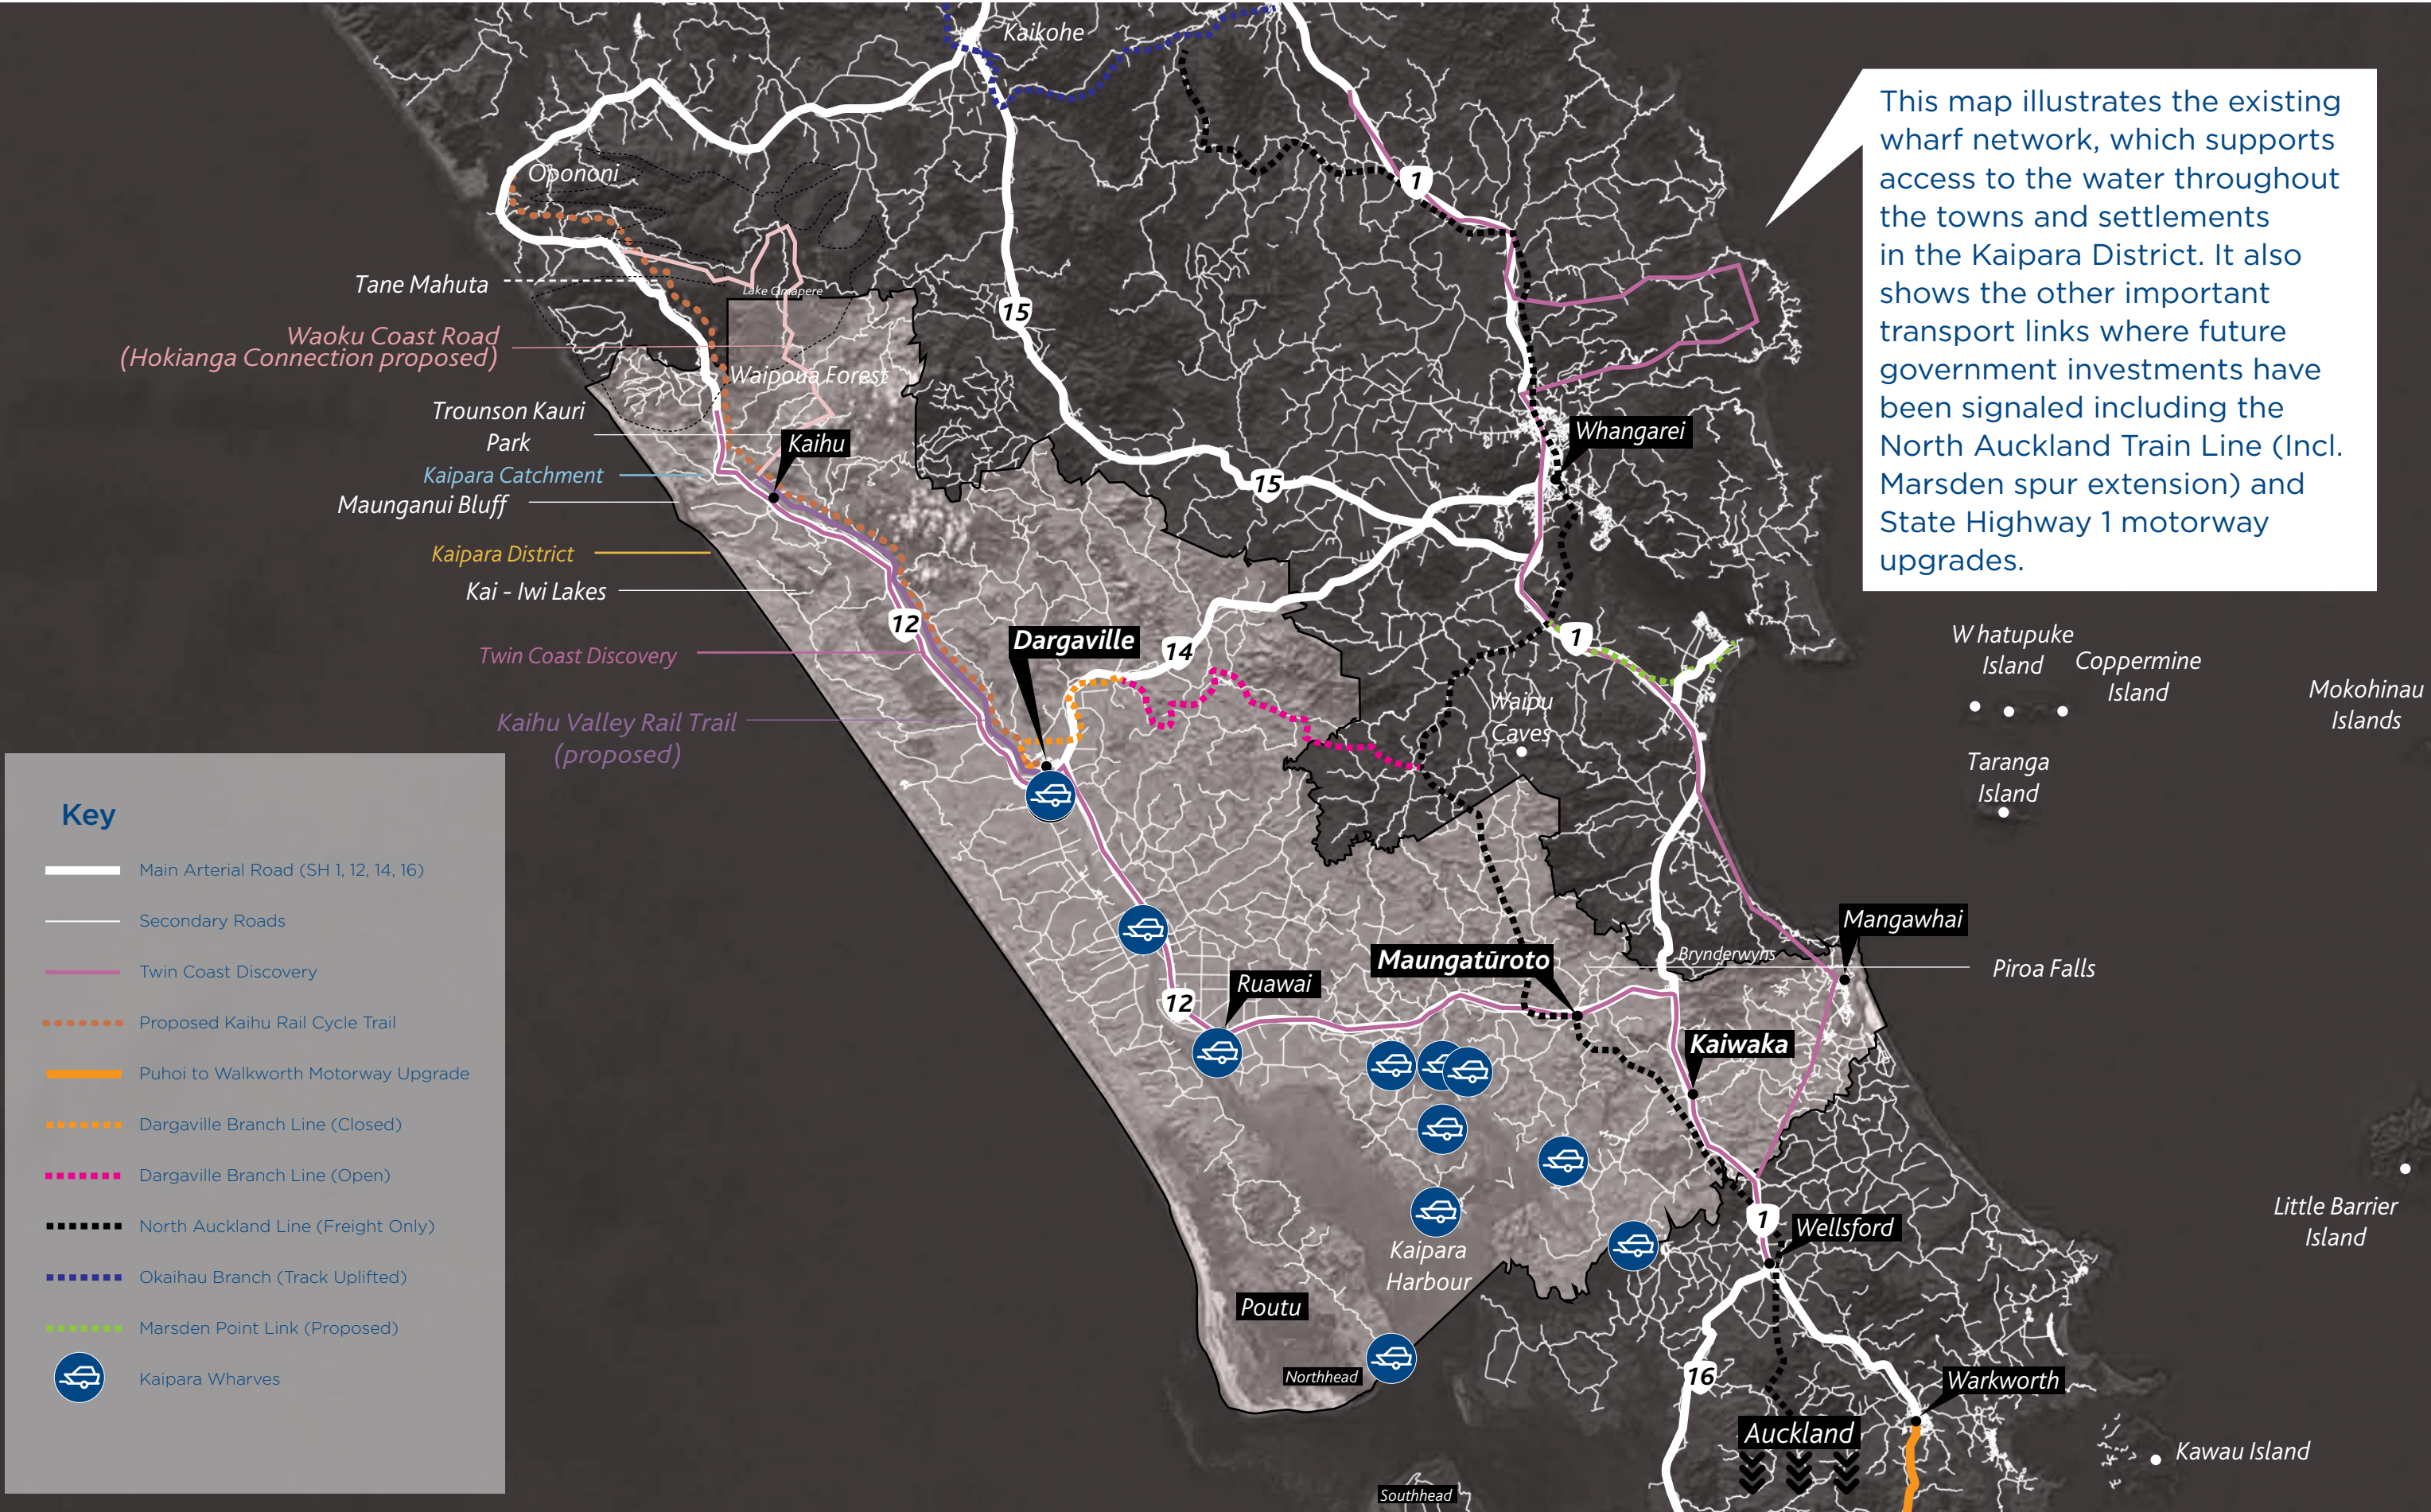 Kaikohe
This map illustrates the existing
wharf network, which supports
access to the water throughout
the towns and settlements
in the Kaipara District. It also
shows the other important
transport links where future
government investments have
been signaled including the
North Auckland Train Line (Incl.
Marsden spur extension) and
State Highway 1 motorway
upgrades.
Opononi
1
Tane Mahuta
Lake Omapere
15
Waoku Coast Road
(Hokianga Connection proposed)
Waipoua Forest
Trounson Kauri
Park
Kaihu
Whangarei
Kaipara Catchment
15
Maunganui Bluff
Kaipara District
Kai - Iwi Lakes
12
Dargaville
14
1
Twin Coast Discovery
W hatupuke
Island
Coppermine
Island
Mokohinau
Islands
Waipu
Caves
Kaihu Valley Rail Trail
(proposed)
Taranga
Island
Key
Main Arterial Road (SH 1, 12, 14, 16)
Secondary Roads
Twin Coast Discovery
Proposed Kaihu Rail Cycle Trail
Puhoi to Walkworth Motorway Upgrade
Dargaville Branch Line (Closed)
Dargaville Branch Line (Open)
North Auckland Line (Freight Only)
Okaihau Branch (Track Uplifted)
Marsden Point Link (Proposed)
Kaipara Wharves
Mangawhai
Maungatūroto
Brynderwyns
Piroa Falls
Ruawai
12
Kaiwaka
1
Wellsford
Little Barrier
Island
Kaipara
Harbour
Poutu
Northhead
16
Warkworth
Auckland
Kawau Island
Southhead